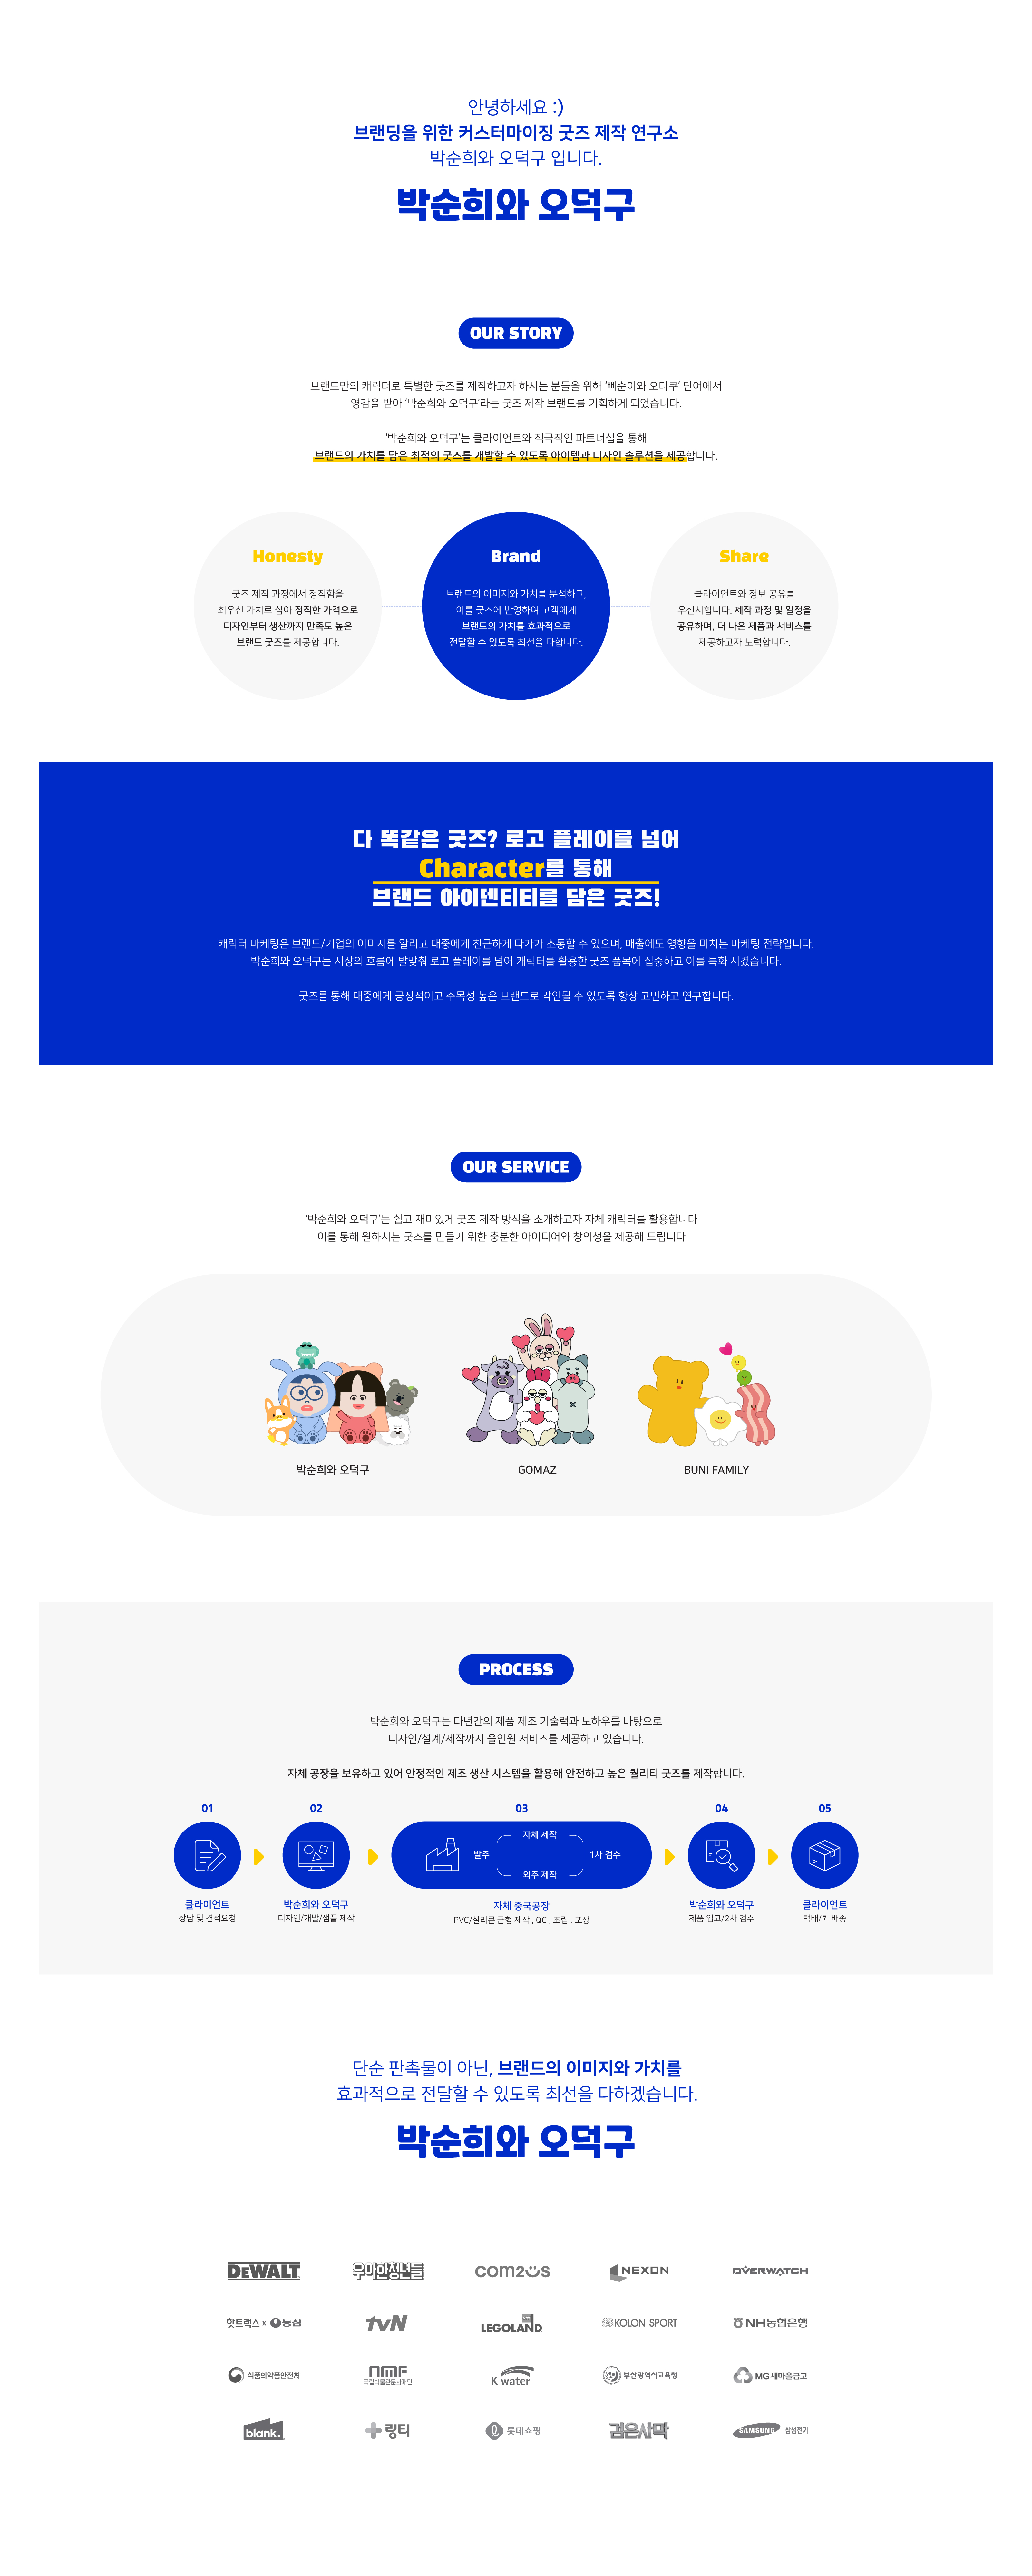 안녕하세요 :)
브랜딩을 위한 커스터마이징 굿즈 제작 연구소
박순희와 오덕구 입니다.
박순희와 오덕구
OUR STORY
브랜드만의 캐릭터로 특별한 굿즈를 제작하고자 하시는 분들을 위해 ‘빠순이와 오타쿠’ 단어에서
영감을 받아 ‘박순희와 오덕구’라는 굿즈 제작 브랜드를 기획하게 되었습니다.
‘박순희와 오덕구’는 클라이언트와 적극적인 파트너십을 통해
브랜드의 가치를 담은 최적의 굿즈를 개발할 수 있도록 아이템과 디자인 솔루션을 제공합니다.
Honesty
굿즈 제작 과정에서 정직함을
최우선 가치로 삼아 정직한 가격으로
디자인부터 생산까지 만족도 높은
브랜드 굿즈를 제공합니다.
Brand
브랜드의 이미지와 가치를 분석하고,
이를 굿즈에 반영하여 고객에게
브랜드의 가치를 효과적으로
전달할 수 있도록 최선을 다합니다.
Share
클라이언트와 정보 공유를
우선시합니다. 제작 과정 및 일정을
공유하며, 더 나은 제품과 서비스를
제공하고자 노력합니다.
다 똑같은 굿즈? 로고 플레이를 넘어
Character를 통해
브랜드 아이덴티티를 담은 굿즈!
캐릭터 마케팅은 브랜드/기업의 이미지를 알리고 대중에게 친근하게 다가가 소통할 수 있으며, 매출에도 영향을 미치는 마케팅 전략입니다.
박순희와 오덕구는 시장의 흐름에 발맞춰 로고 플레이를 넘어 캐릭터를 활용한 굿즈 품목에 집중하고 이를 특화 시켰습니다.
굿즈를 통해 대중에게 긍정적이고 주목성 높은 브랜드로 각인될 수 있도록 항상 고민하고 연구합니다.
OUR SERVICE
‘박순희와 오덕구’는 쉽고 재미있게 굿즈 제작 방식을 소개하고자 자체 캐릭터를 활용합니다
이를 통해 원하시는 굿즈를 만들기 위한 충분한 아이디어와 창의성을 제공해 드립니다
박순희와 오덕구
GOMAZ
BUNI FAMILY
PROCESS
박순희와 오덕구는 다년간의 제품 제조 기술력과 노하우를 바탕으로
디자인/설계/제작까지 올인원 서비스를 제공하고 있습니다.
자체 공장을 보유하고 있어 안정적인 제조 생산 시스템을 활용해 안전하고 높은 퀄리티 굿즈를 제작합니다.
01
클라이언트
상담 및 견적요청
02
박순희와 오덕구
디자인/개발/샘플 제작
03
발주
자체 제작
외주 제작
1차 검수
자체 중국공장
PVC/실리콘 금형 제작 , QC , 조립 , 포장
04
박순희와 오덕구
제품 입고/2차 검수
05
클라이언트
택배/퀵 배송
단순 판촉물이 아닌, 브랜드의 이미지와 가치를
효과적으로 전달할 수 있도록 최선을 다하겠습니다.
박순희와 오덕구
DEWALT
우아한청년들
COM2US
NEXON
OVERWATCH
핫트랙스 x 농심
tvN
LEGOLAND
KOLON SPORT
NH농협은행
식품의약품안전처
NMF
국립박물관문화재단
K water
부산광역시교육청
MG새마을금고
blank.
링티
롯데쇼핑
검은사막
SAMSUNG 삼성전기